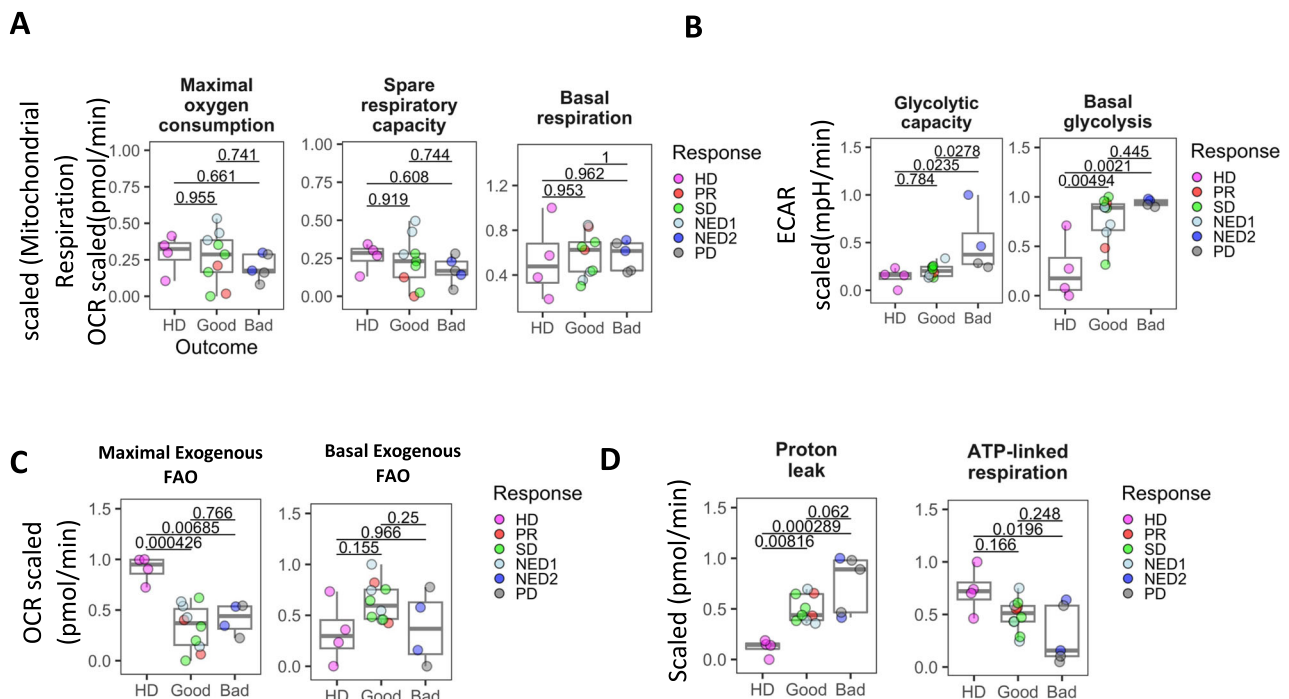 A
scaled (Mitochondrial
Respiration)
OCR scaled(pmol/min)
Maximal
oxygen
consumption
1.00
0.75
0.50
0.25
0.00
0.741
0.661
0.955
HD Good Bad
Outcome
Spare
respiratory
capacity
1.00
0.75
0.50
0.25
0.00
0.744
0.608
0.919
HD Good Bad
Basal
respiration
1.2
0.8
0.4
1
0.962
0.953
HD Good Bad
Response
HD
PR
SD
NED1
NED2
PD
B
ECAR
scaled(mpH/min)
Glycolytic
capacity
1.5
1.0
0.5
0.0
0.0278
0.0235
0.784
HD Good Bad
Basal
glycolysis
1.5
1.0
0.5
0.0
0.445
0.0021
0.00494
HD Good Bad
Response
HD
PR
SD
NED1
NED2
PD
C
OCR scaled
(pmol/min)
Maximal Exogenous
FAO
1.5
1.0
0.5
0.0
0.766
0.00685
0.000426
HD Good Bad
Basal Exogenous
FAO
1.5
1.0
0.5
0.0
0.25
0.966
0.155
HD Good Bad
Response
HD
PR
SD
NED1
NED2
PD
D
Scaled (pmol/min)
Proton
leak
1.5
1.0
0.5
0.0
0.062
0.000289
0.00816
HD Good Bad
ATP-linked
respiration
1.5
1.0
0.5
0.0
0.248
0.0196
0.166
HD Good Bad
Response
HD
PR
SD
NED1
NED2
PD